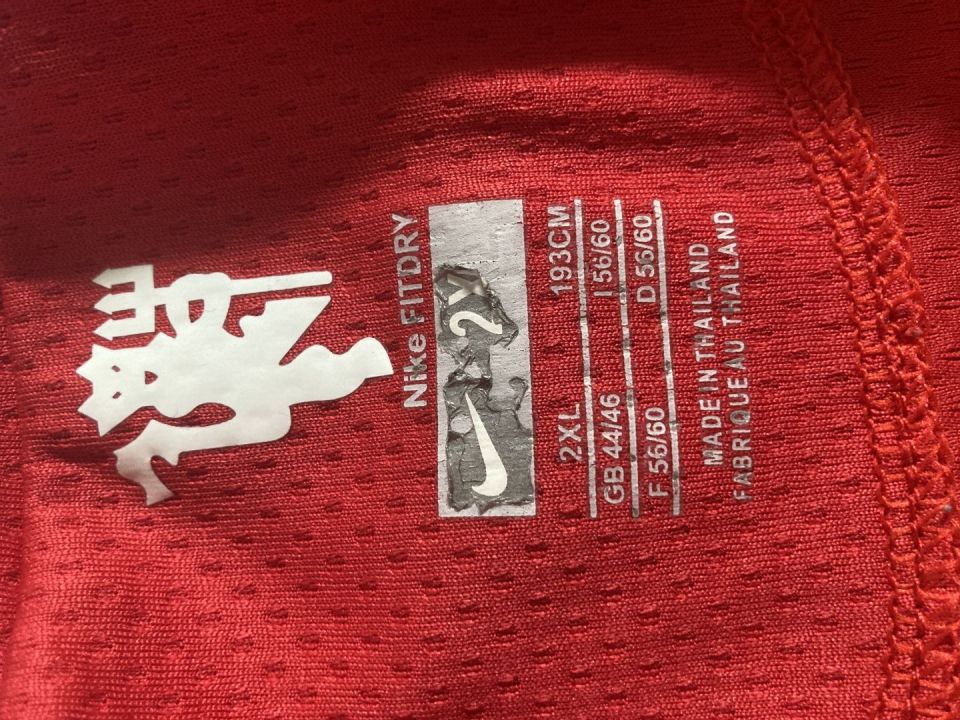 Nike FITDRY
2X
2XL 193CM
GB 44/46 I 56/60
F 56/60 D 56/60
MADE IN THAILAND
FABRIQUE AU THAILAND